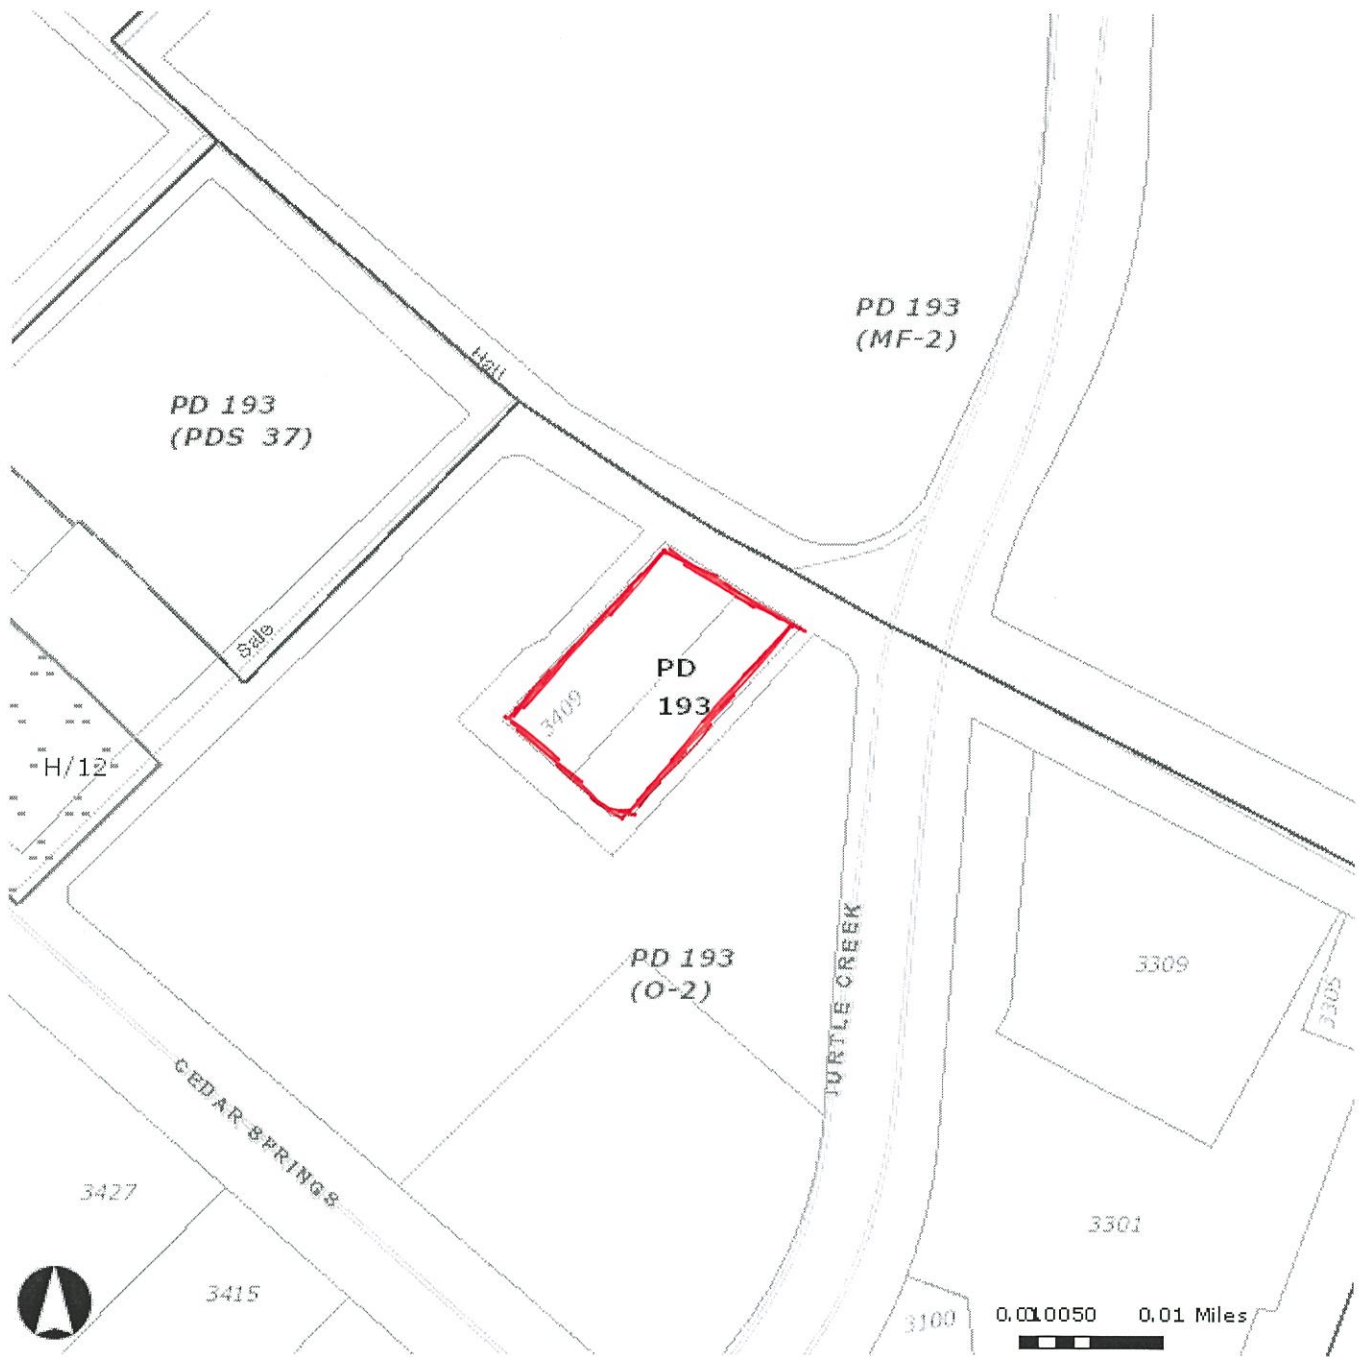 PD 193
(MF-2)
Hall
PD 193
(PDS 37)
Sale
PD
193
3409
H/12
PD 193
(O-2)
TURTLE CREEK
3309
3305
CEDAR SPRINGS
3427
3301
3415
3100
0.010050 0.01 Miles